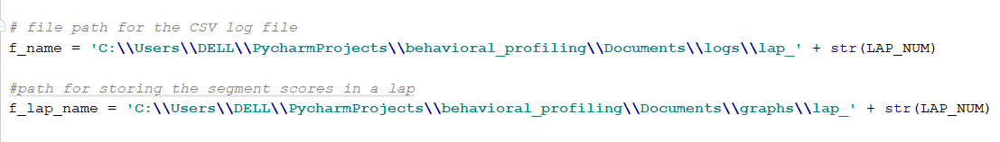 # file path for the CSV log file
f_name = 'C:\\Users\\DELL\\PycharmProjects\\behavioral_profiling\\Documents\\logs\\lap_' + str(LAP_NUM)
#path for storing the segment scores in a lap
f_lap_name = 'C:\\Users\\DELL\\PycharmProjects\\behavioral_profiling\\Documents\\graphs\\lap_' + str(LAP_NUM)